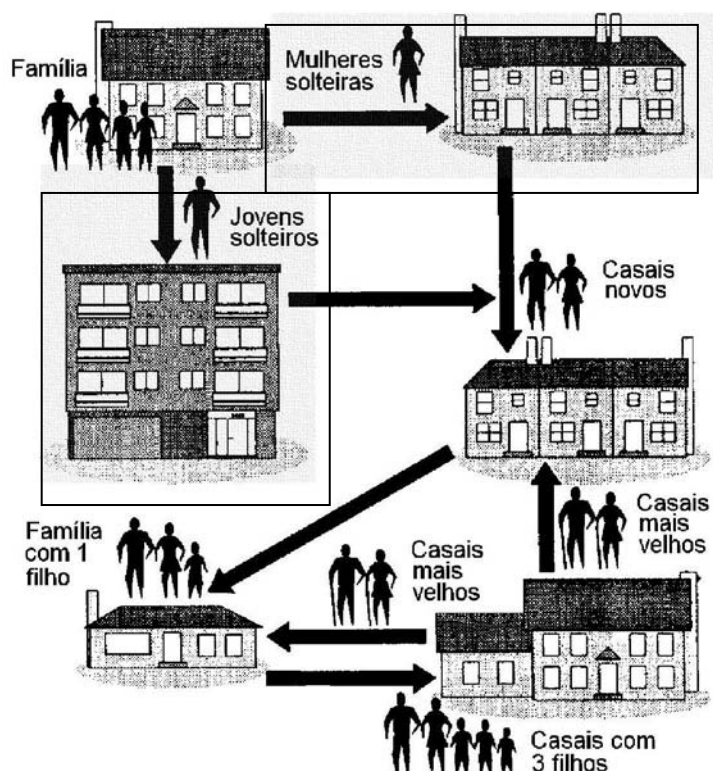 Família
Mulheres
solteiras
Jovens
solteiros
Casais
novos
Família
com 1
filho
Casais
mais
velhos
Casais
mais
velhos
Casais com
3 filhos